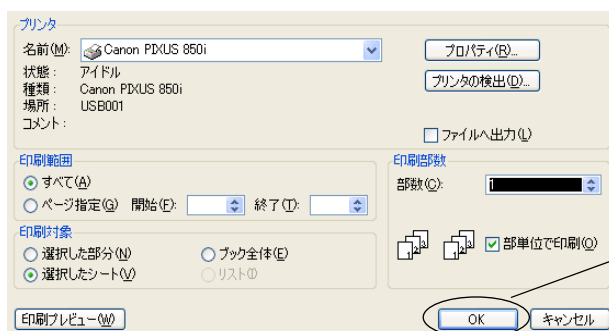 プリンタ
名前(M): Canon PIXUS 850i プロパティ(R)...
状態: アイドル プリンタの検出(D)...
種類: Canon PIXUS 850i
場所: USB001
コメント: ファイルへ出力(L)
印刷範囲 印刷部数
すべて(A) 部数(C): 1
ページ指定(G) 開始(F): 終了(T):
印刷対象
選択した部分(N) ブック全体(E) 部単位で印刷(O)
選択したシート(V) リスト(I)
印刷プレビュー(W) OK キャンセル